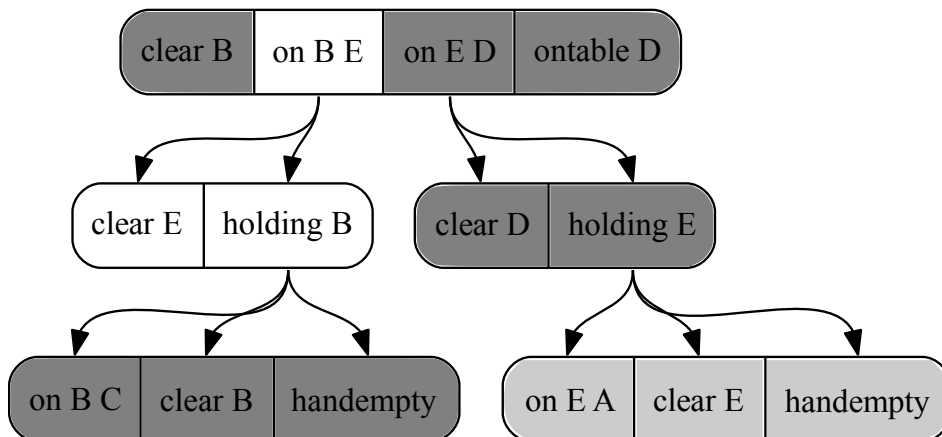 clear B on B E on E D ontable D
clear E holding B clear D holding E
on B C clear B handempty on E A clear E handempty